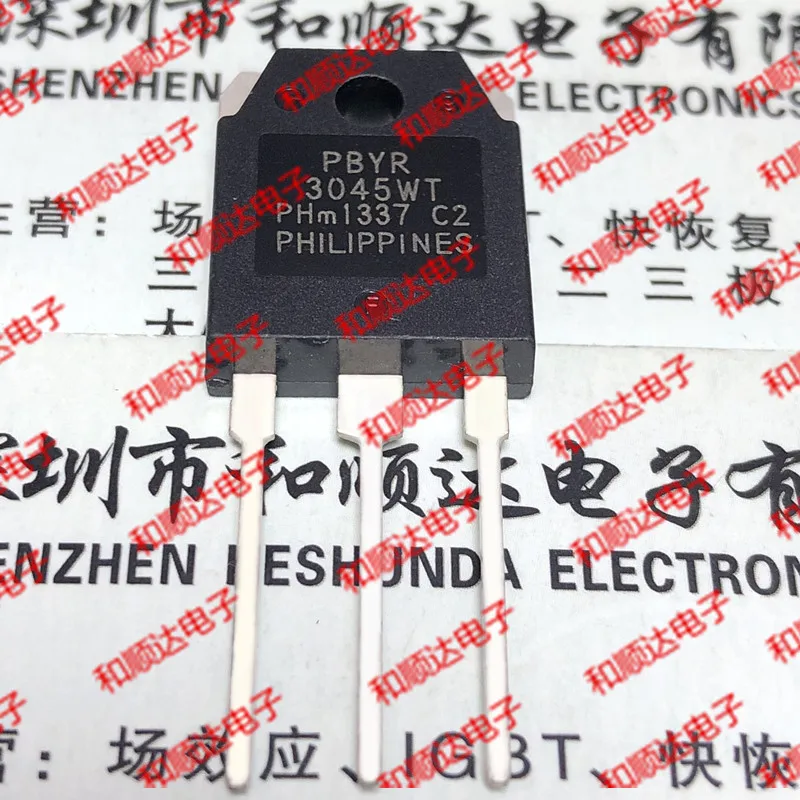 深圳市和顺达电子有限
SHENZHEN ELECTRONICS
PBYR
3045WT
PHm1337 C2
PHILIPPINES
主营：场 T、快恢复
三 二三极
大
深圳市和顺达电子有
ENZHEN HESHUNDA ELECTRON
营：场效应、IGBT、快恢
和顺达电子